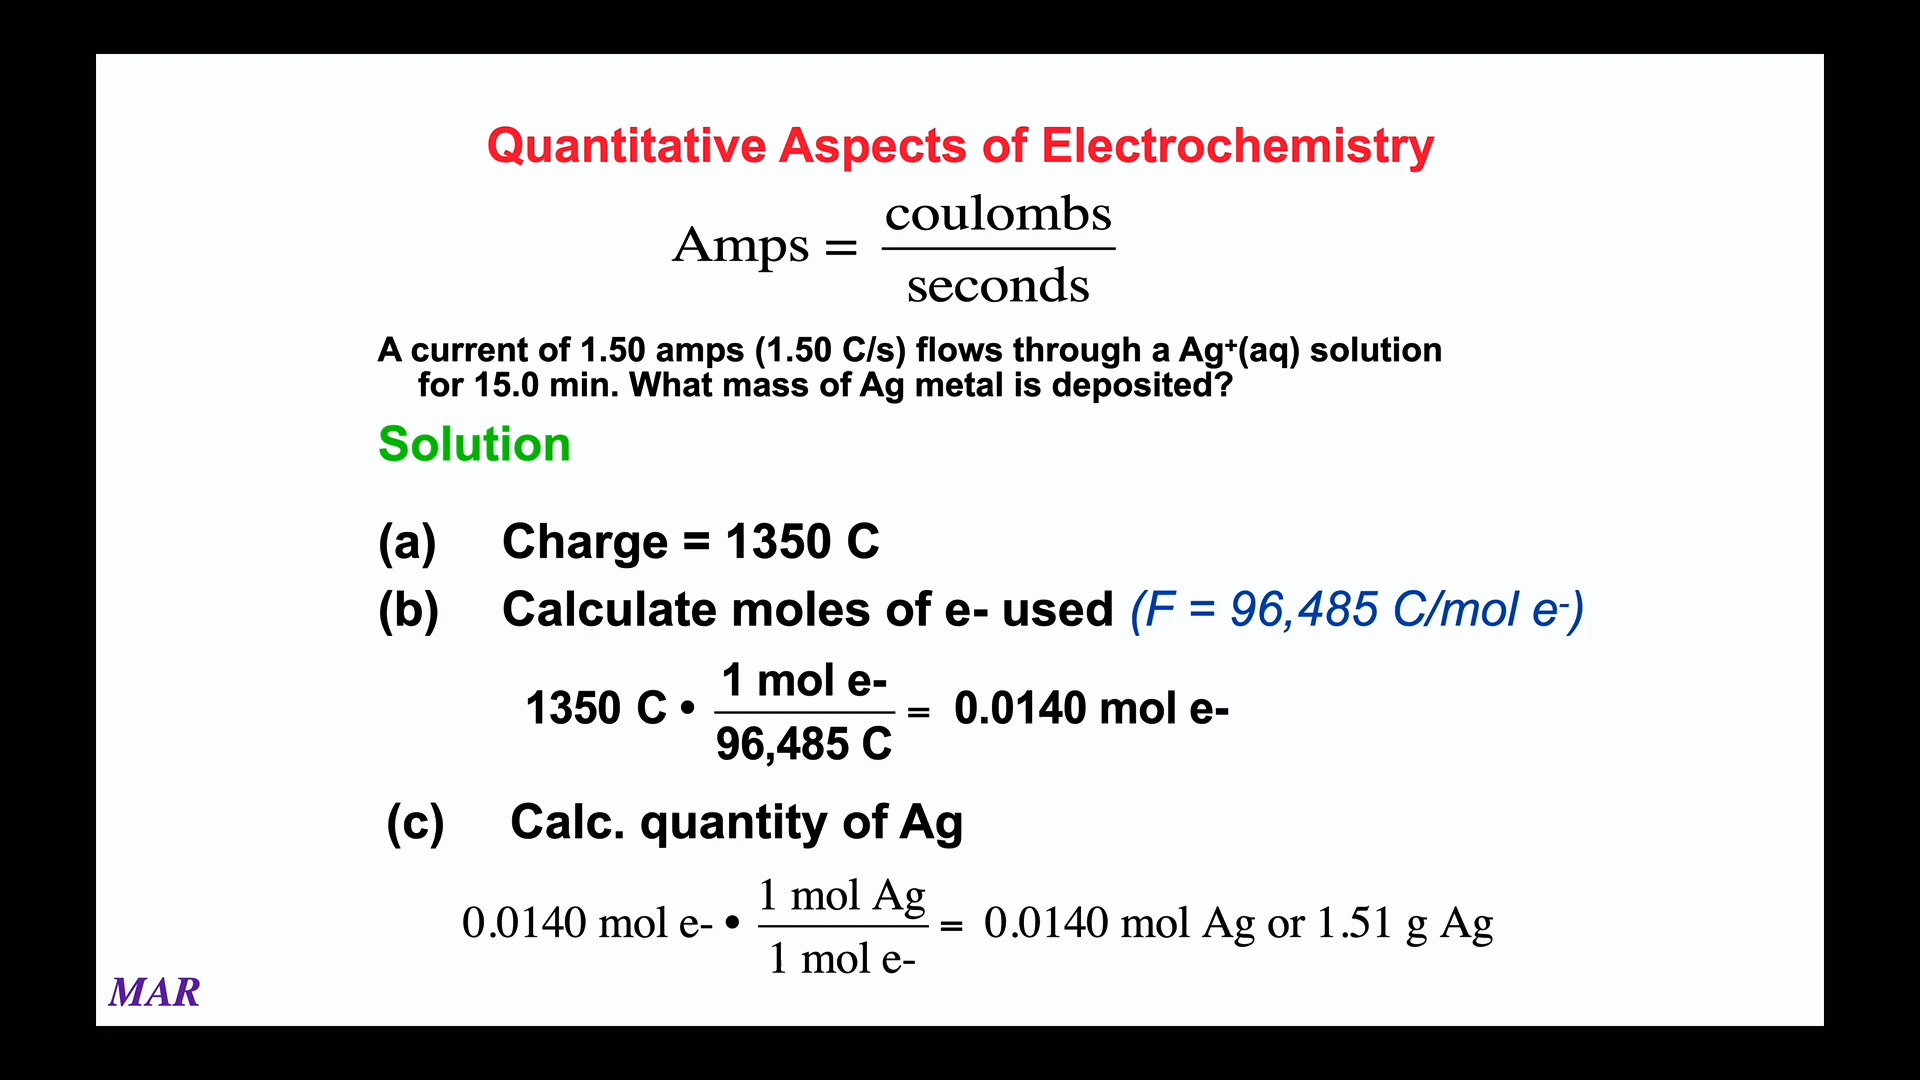 Quantitative Aspects of Electrochemistry
Amps = coulombs
seconds
A current of 1.50 amps (1.50 C/s) flows through a Ag⁺(aq) solution
for 15.0 min. What mass of Ag metal is deposited?
Solution
(a) Charge = 1350 C
(b) Calculate moles of e- used (F = 96,485 C/mol e⁻)
1 mol e-
1350 C • = 0.0140 mol e-
96,485 C
(c) Calc. quantity of Ag
1 mol Ag
0.0140 mol e- • = 0.0140 mol Ag or 1.51 g Ag
1 mol e-
MAR